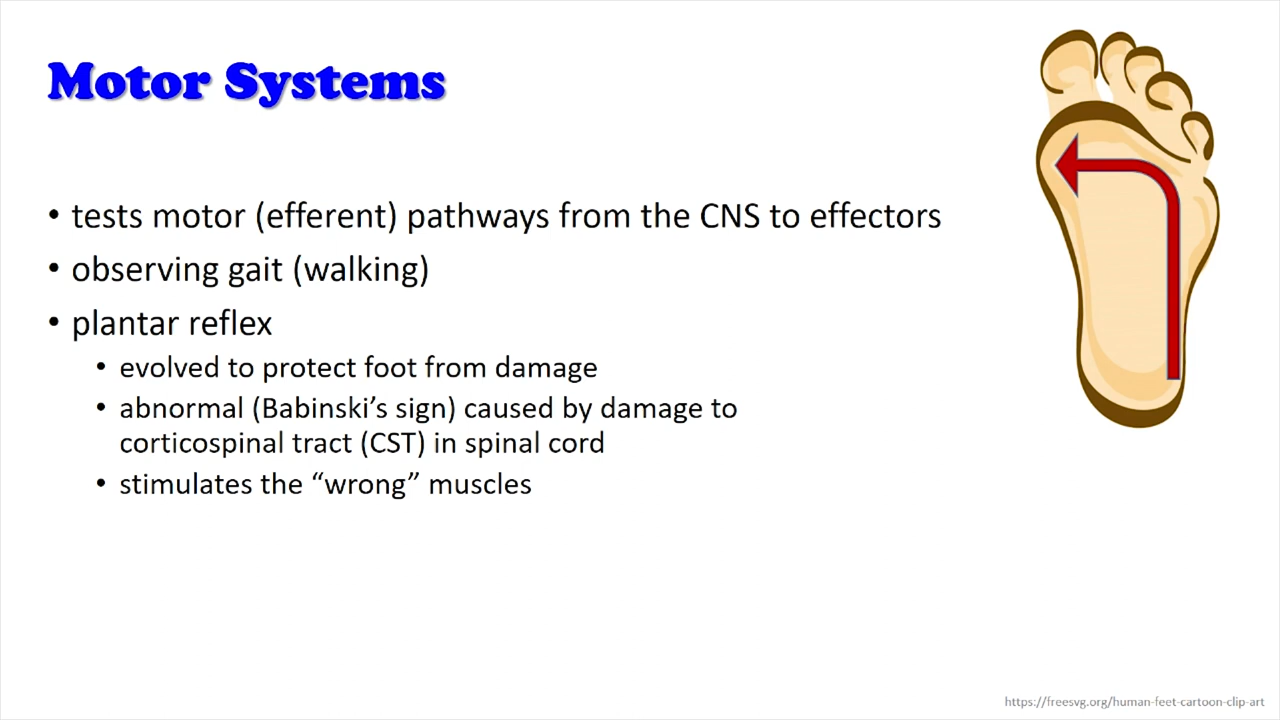 Motor Systems
• tests motor (efferent) pathways from the CNS to effectors
• observing gait (walking)
• plantar reflex
• evolved to protect foot from damage
• abnormal (Babinski’s sign) caused by damage to
corticospinal tract (CST) in spinal cord
• stimulates the “wrong” muscles
https://freesvg.org/human-feet-cartoon-clip-art